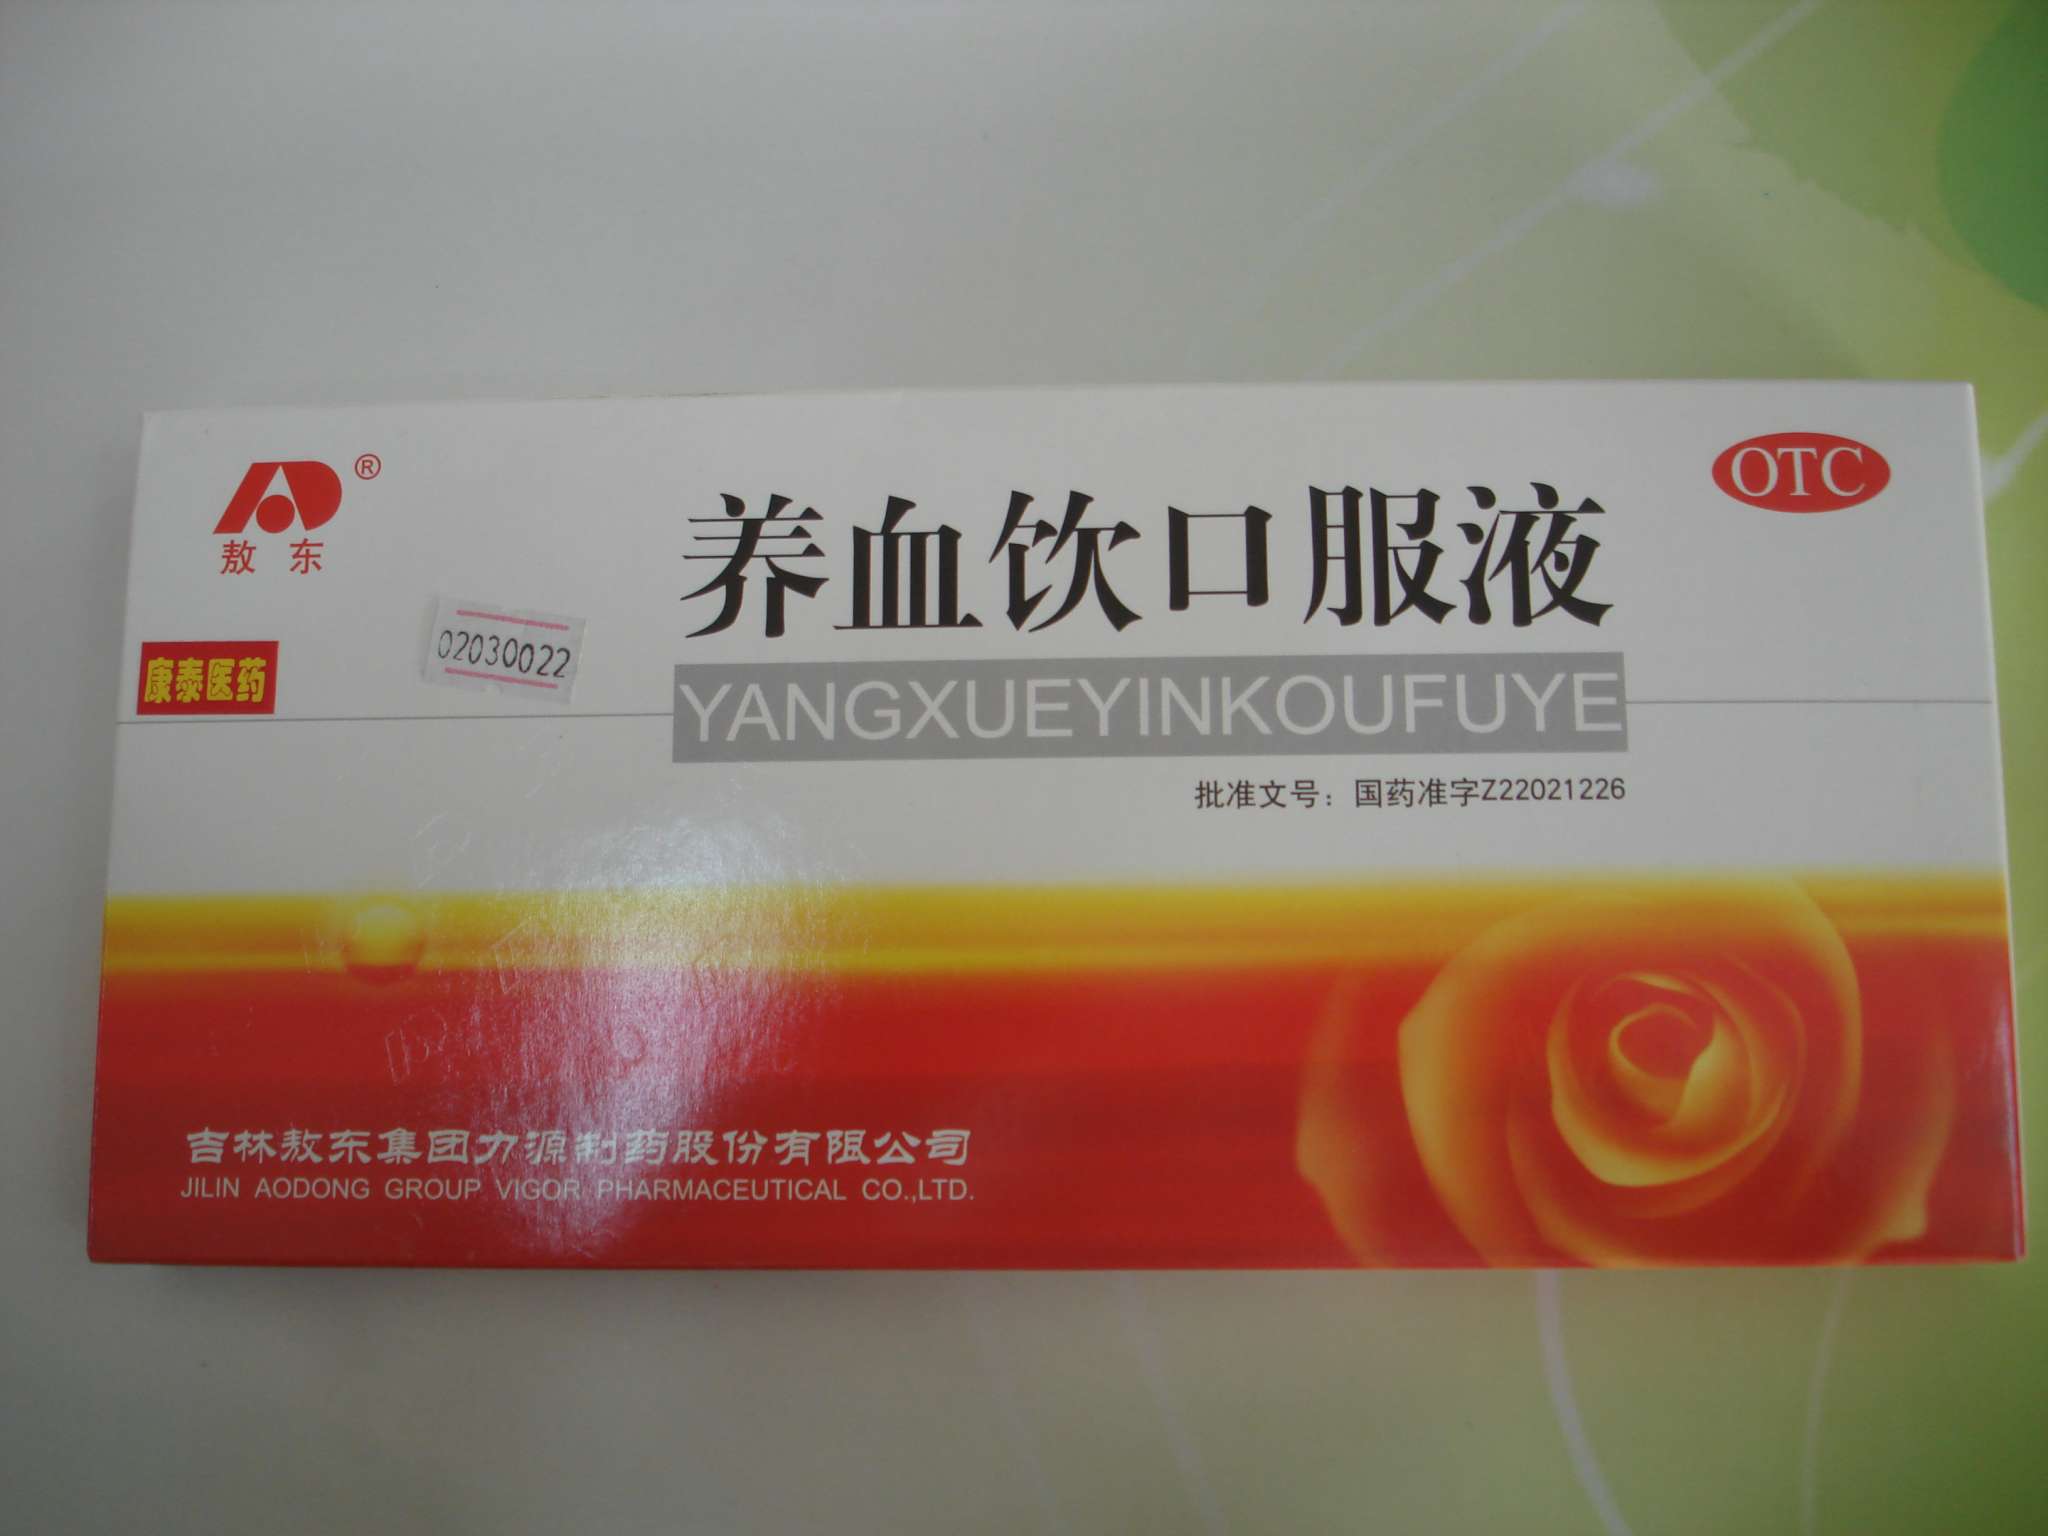 ®
敖东
OTC
养血饮口服液
康泰医药
02030022
YANGXUEYINKOUFUYE
批准文号：国药准字Z22021226
吉林敖东集团力源制药股份有限公司
JILIN AODONG GROUP VIGOR PHARMACEUTICAL CO.,LTD.